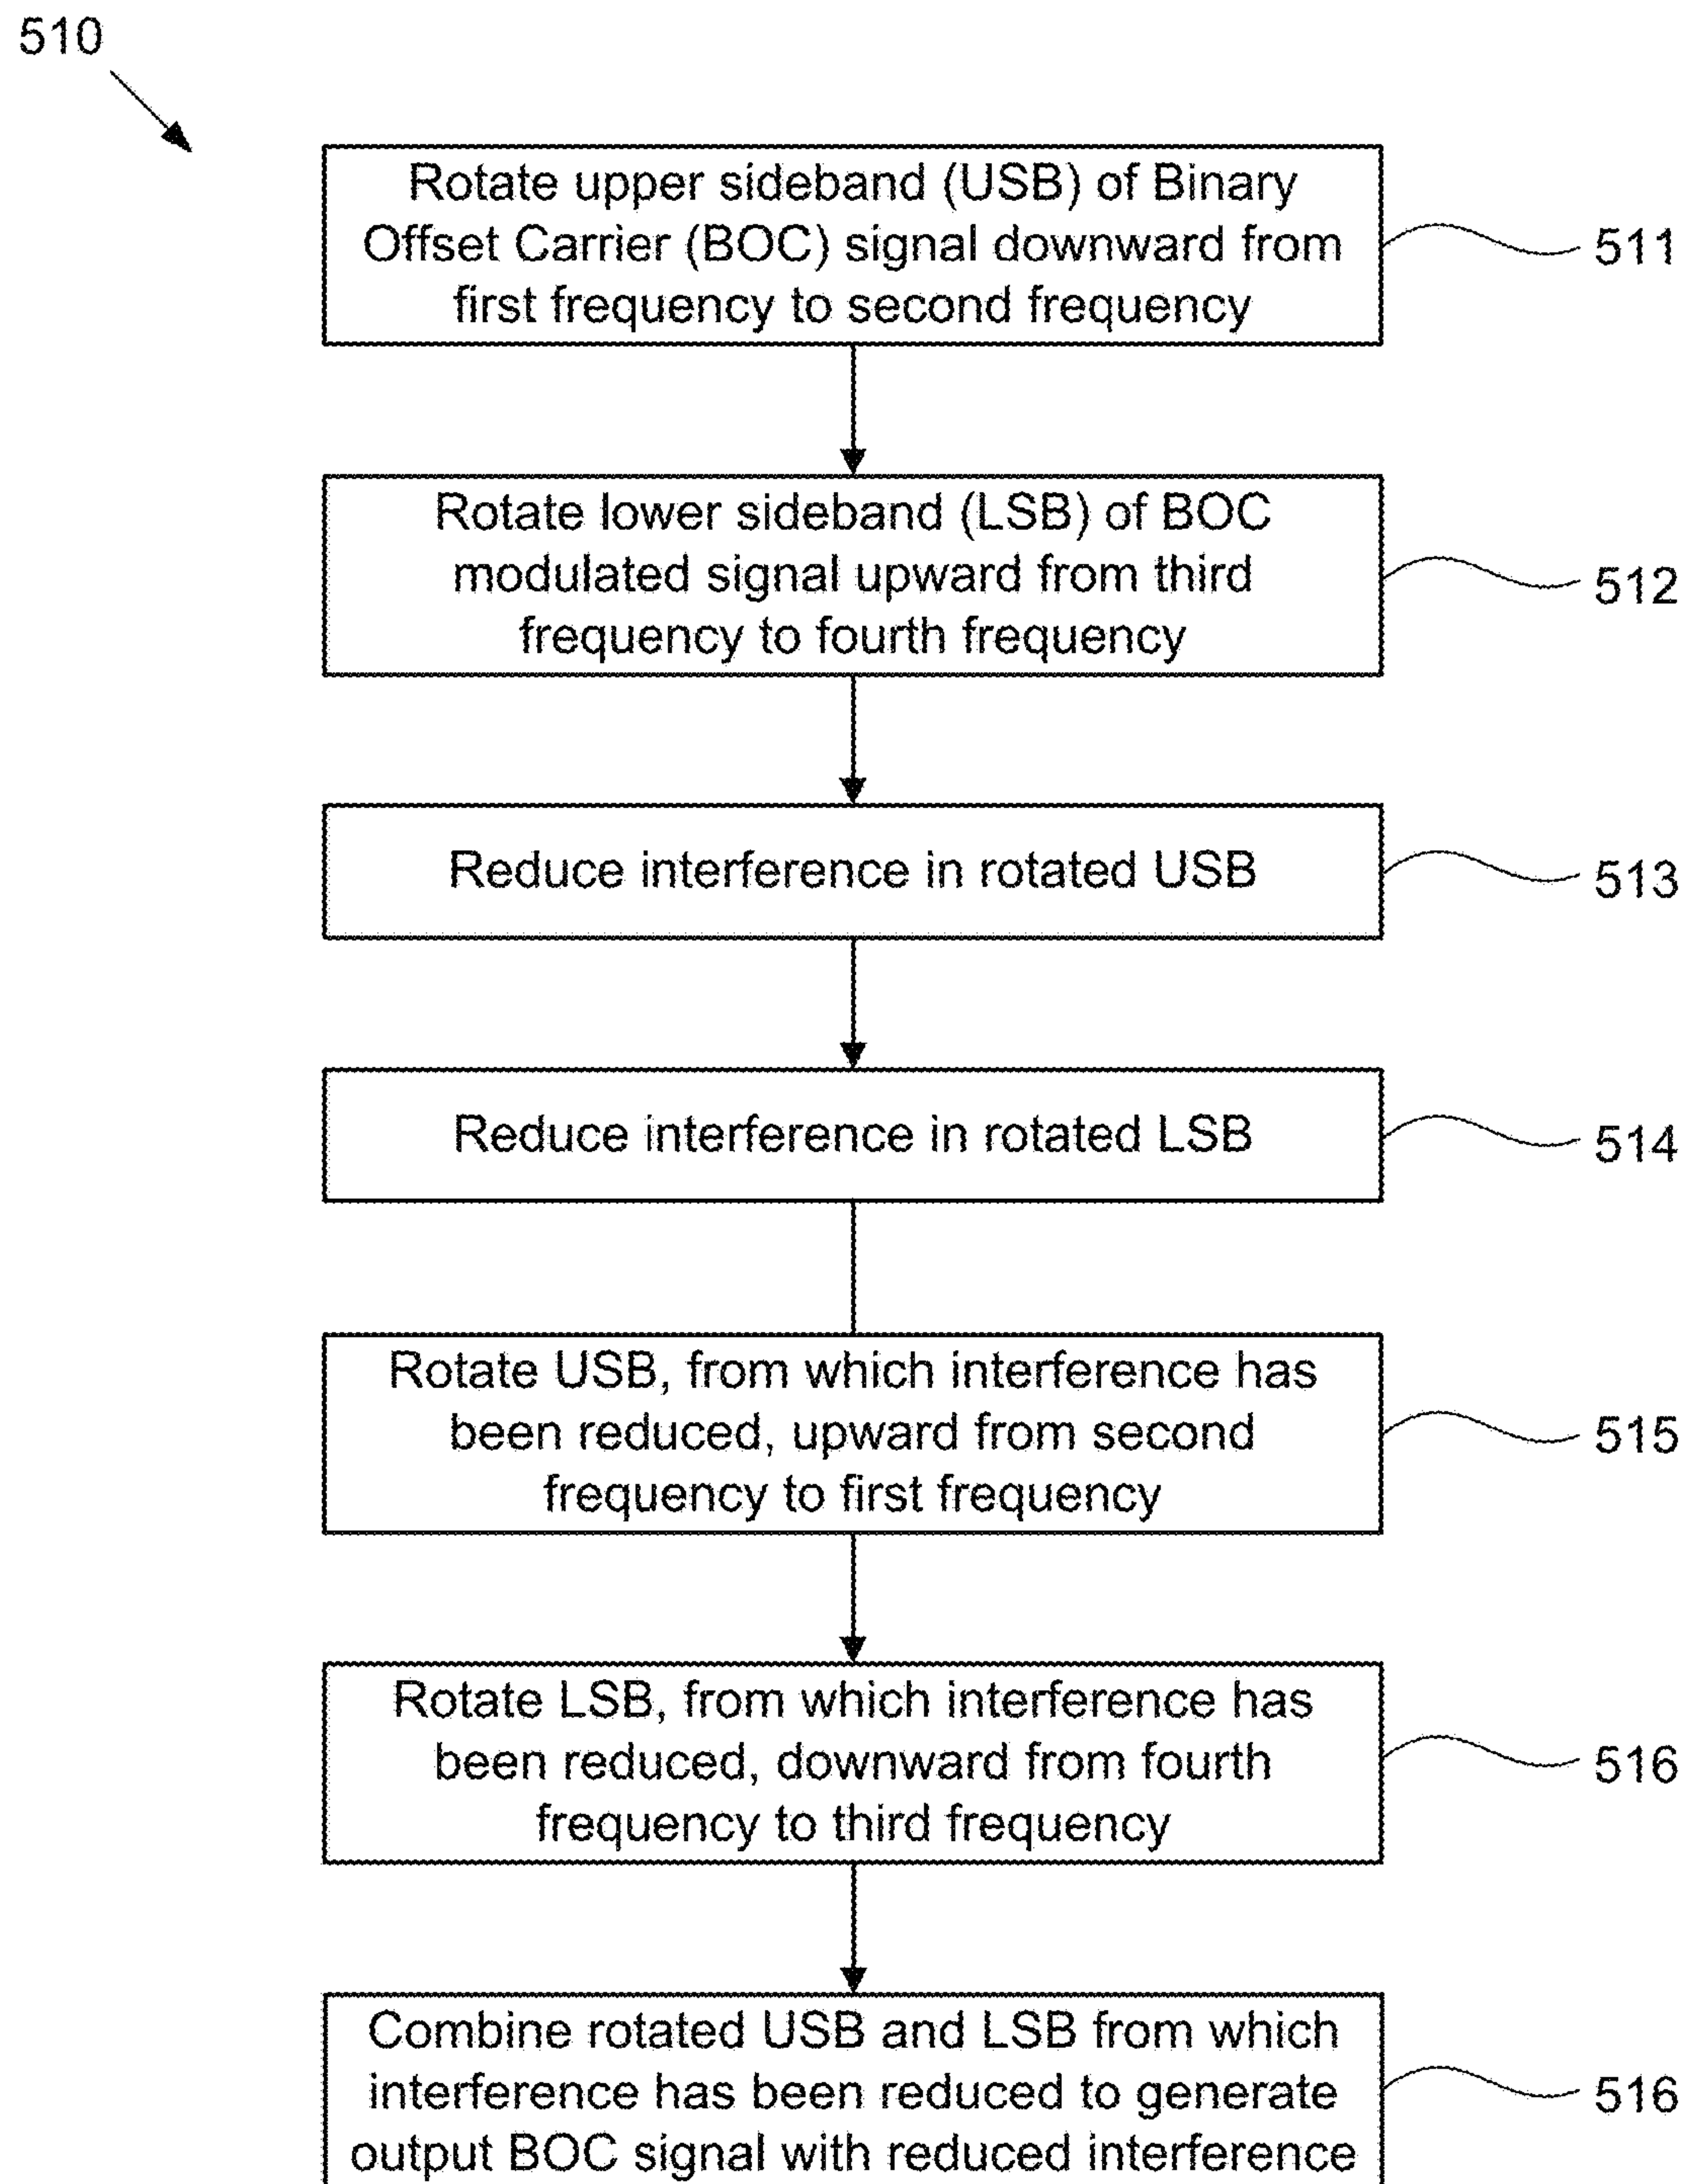 510
Rotate upper sideband (USB) of Binary
Offset Carrier (BOC) signal downward from
first frequency to second frequency
511
Rotate lower sideband (LSB) of BOC
modulated signal upward from third
frequency to fourth frequency
512
Reduce interference in rotated USB
513
Reduce interference in rotated LSB
514
Rotate USB, from which interference has
been reduced, upward from second
frequency to first frequency
515
Rotate LSB, from which interference has
been reduced, downward from fourth
frequency to third frequency
516
Combine rotated USB and LSB from which
interference has been reduced to generate
output BOC signal with reduced interference
516